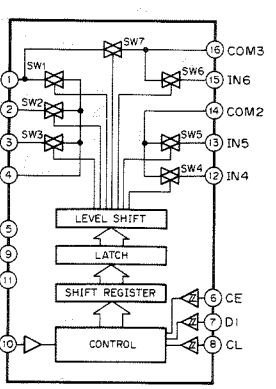 SW7
16 COM3
SW1
SW6
1
15 IN6
2
SW2
14 COM2
3
SW3
SW5
13 IN5
4
SW4
12 IN4
LEVEL SHIFT
5
LATCH
9
11
SHIFT REGISTER
6 CE
7 DI
10
CONTROL
8 CL